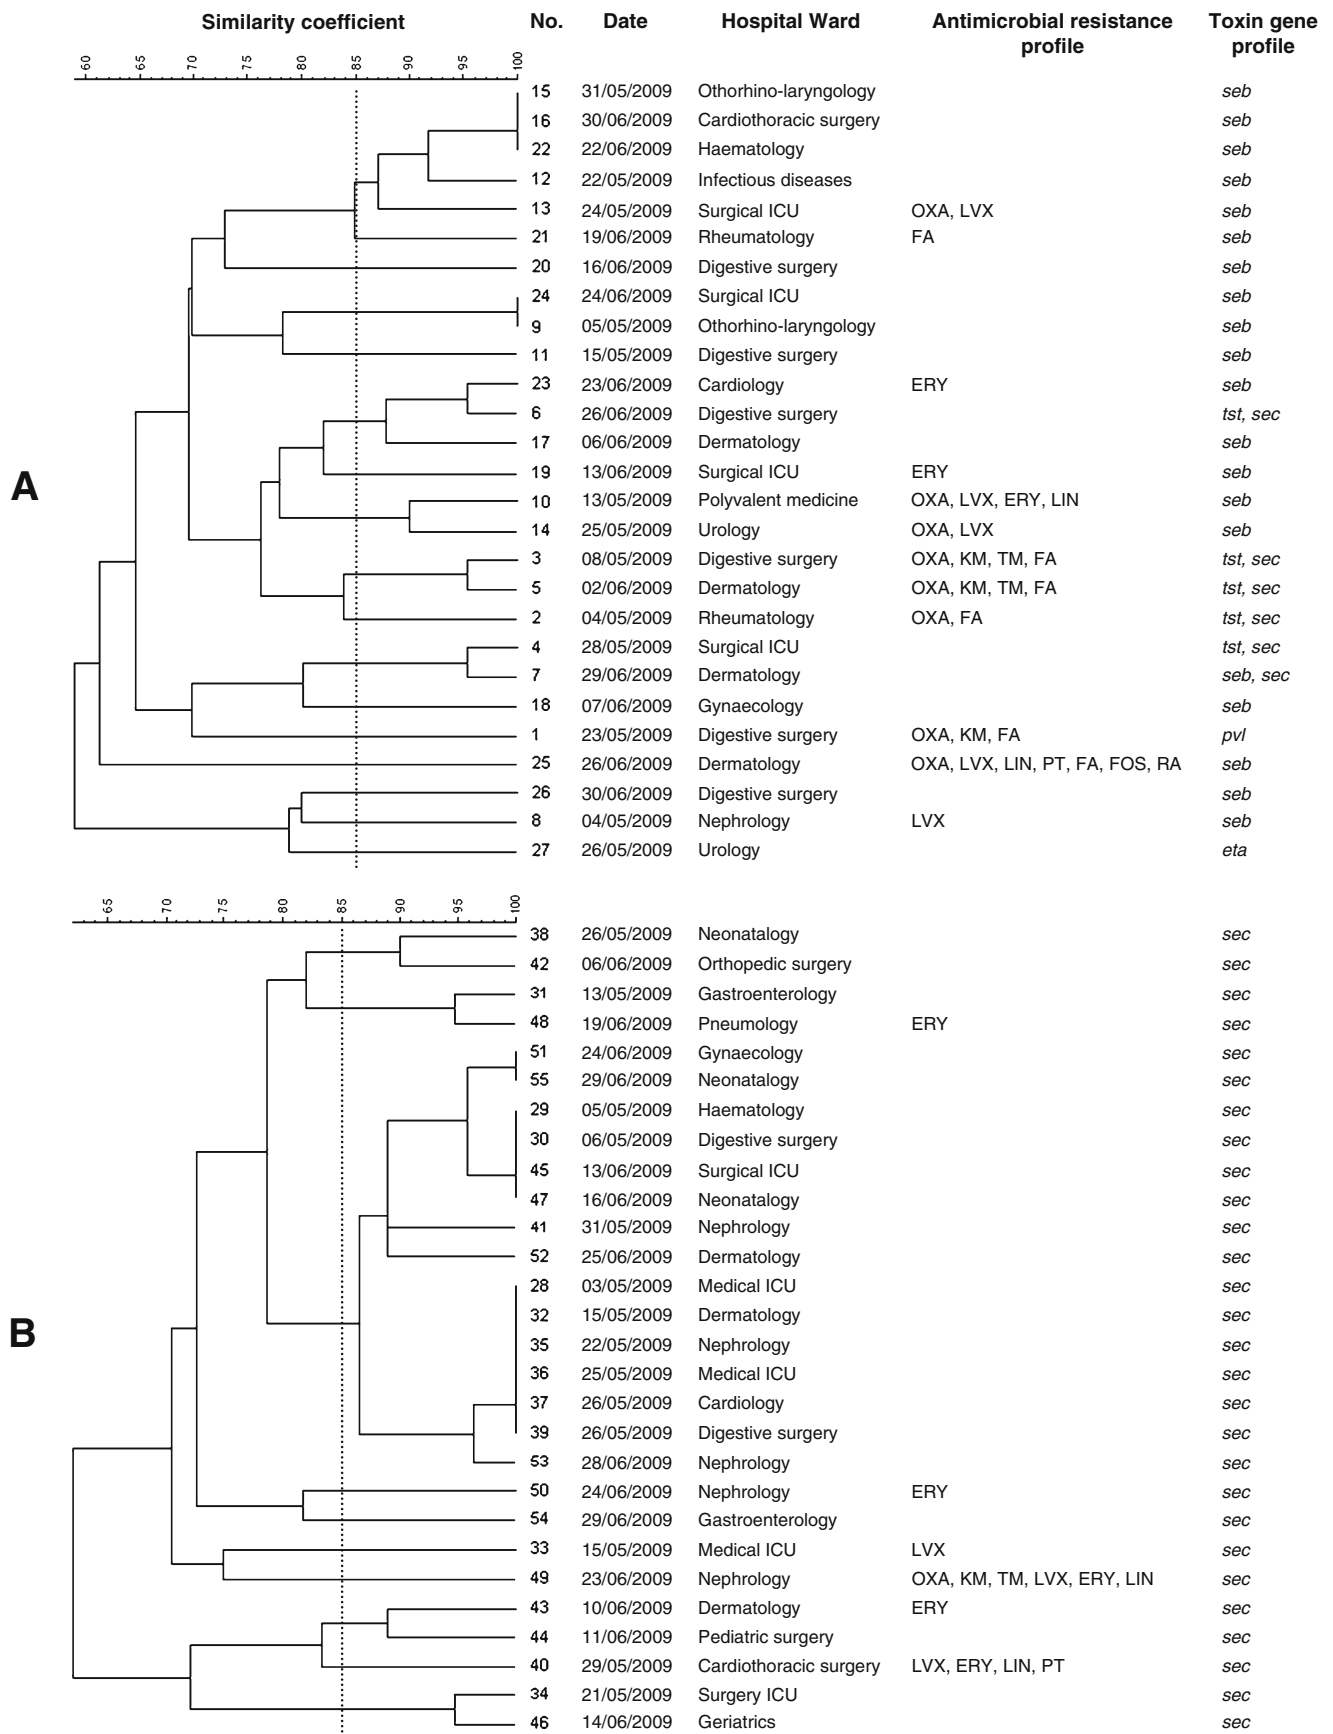 Similarity coefficient No. Date Hospital Ward Antimicrobial resistance profile Toxin gene profile
60 65 70 75 80 85 90 95 100
15 31/05/2009 Othorhino-laryngology seb
16 30/06/2009 Cardiothoracic surgery seb
22 22/06/2009 Haematology seb
12 22/05/2009 Infectious diseases seb
13 24/05/2009 Surgical ICU OXA, LVX seb
21 19/06/2009 Rheumatology FA seb
20 16/06/2009 Digestive surgery seb
24 24/06/2009 Surgical ICU seb
9 05/05/2009 Othorhino-laryngology seb
11 15/05/2009 Digestive surgery seb
23 23/06/2009 Cardiology ERY seb
6 26/06/2009 Digestive surgery tst, sec
17 06/06/2009 Dermatology seb
19 13/06/2009 Surgical ICU ERY seb
A
10 13/05/2009 Polyvalent medicine OXA, LVX, ERY, LIN seb
14 25/05/2009 Urology OXA, LVX seb
3 08/05/2009 Digestive surgery OXA, KM, TM, FA tst, sec
5 02/06/2009 Dermatology OXA, KM, TM, FA tst, sec
2 04/05/2009 Rheumatology OXA, FA tst, sec
4 28/05/2009 Surgical ICU tst, sec
7 29/06/2009 Dermatology seb, sec
18 07/06/2009 Gynaecology seb
1 23/05/2009 Digestive surgery OXA, KM, FA pvl
25 26/06/2009 Dermatology OXA, LVX, LIN, PT, FA, FOS, RA seb
26 30/06/2009 Digestive surgery seb
8 04/05/2009 Nephrology LVX seb
27 26/05/2009 Urology eta
65 70 75 80 85 90 95 100
38 26/05/2009 Neonatalogy sec
42 06/06/2009 Orthopedic surgery sec
31 13/05/2009 Gastroenterology sec
48 19/06/2009 Pneumology ERY sec
51 24/06/2009 Gynaecology sec
55 29/06/2009 Neonatalogy sec
29 05/05/2009 Haematology sec
30 06/05/2009 Digestive surgery sec
45 13/06/2009 Surgical ICU sec
47 16/06/2009 Neonatalogy sec
41 31/05/2009 Nephrology sec
52 25/06/2009 Dermatology sec
28 03/05/2009 Medical ICU sec
32 15/05/2009 Dermatology sec
B
35 22/05/2009 Nephrology sec
36 25/05/2009 Medical ICU sec
37 26/05/2009 Cardiology sec
39 26/05/2009 Digestive surgery sec
53 28/06/2009 Nephrology sec
50 24/06/2009 Nephrology ERY sec
54 29/06/2009 Gastroenterology sec
33 15/05/2009 Medical ICU LVX sec
49 23/06/2009 Nephrology OXA, KM, TM, LVX, ERY, LIN sec
43 10/06/2009 Dermatology ERY sec
44 11/06/2009 Pediatric surgery sec
40 29/05/2009 Cardiothoracic surgery LVX, ERY, LIN, PT sec
34 21/05/2009 Surgery ICU sec
46 14/06/2009 Geriatrics sec